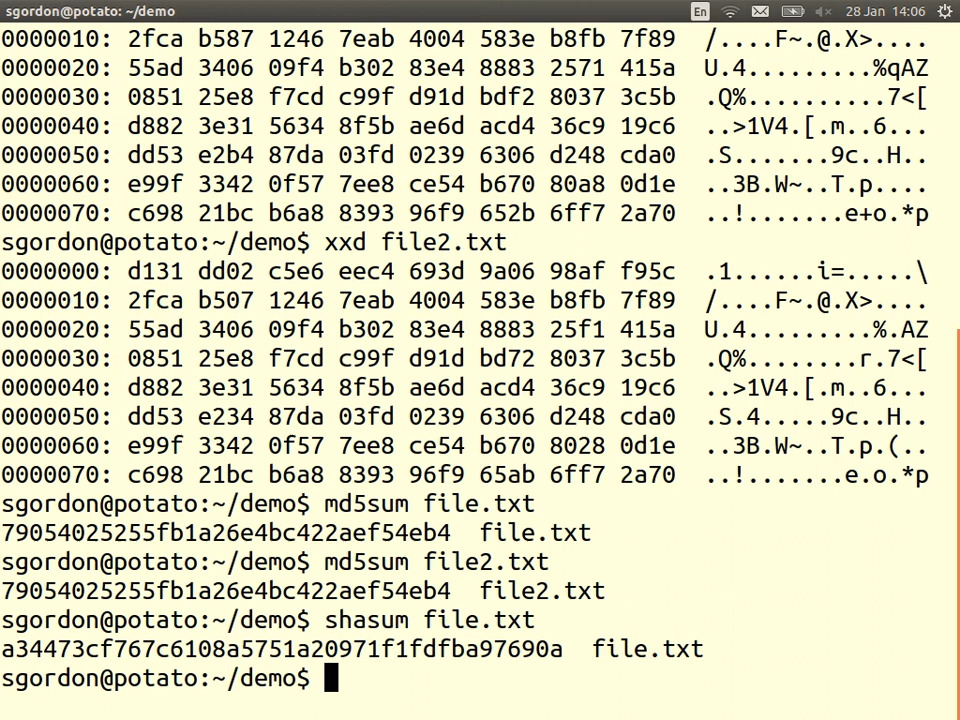 sgordon@potato: ~/demo En 28 Jan 14:06
0000010: 2fca b587 1246 7eab 4004 583e b8fb 7f89  /....F~.@.X>....
0000020: 55ad 3406 09f4 b302 83e4 8883 2571 415a  U.4.........%qAZ
0000030: 0851 25e8 f7cd c99f d91d bdf2 8037 3c5b  .Q%..........7<[
0000040: d882 3e31 5634 8f5b ae6d acd4 36c9 19c6  ..>1V4.[.m..6...
0000050: dd53 e2b4 87da 03fd 0239 6306 d248 cda0  .S.......9c..H..
0000060: e99f 3342 0f57 7ee8 ce54 b670 80a8 0d1e  ..3B.W~..T.p....
0000070: c698 21bc b6a8 8393 96f9 652b 6ff7 2a70  ..!.......e+o.*p
sgordon@potato:~/demo$ xxd file2.txt
0000000: d131 dd02 c5e6 eec4 693d 9a06 98af f95c  .1......i=.....\
0000010: 2fca b507 1246 7eab 4004 583e b8fb 7f89  /....F~.@.X>....
0000020: 55ad 3406 09f4 b302 83e4 8883 25f1 415a  U.4.........%.AZ
0000030: 0851 25e8 f7cd c99f d91d bd72 8037 3c5b  .Q%........r.7<[
0000040: d882 3e31 5634 8f5b ae6d acd4 36c9 19c6  ..>1V4.[.m..6...
0000050: dd53 e234 87da 03fd 0239 6306 d248 cda0  .S.4.....9c..H..
0000060: e99f 3342 0f57 7ee8 ce54 b670 8028 0d1e  ..3B.W~..T.p.(..
0000070: c698 21bc b6a8 8393 96f9 65ab 6ff7 2a70  ..!.......e.o.*p
sgordon@potato:~/demo$ md5sum file.txt
79054025255fb1a26e4bc422aef54eb4  file.txt
sgordon@potato:~/demo$ md5sum file2.txt
79054025255fb1a26e4bc422aef54eb4  file2.txt
sgordon@potato:~/demo$ shasum file.txt
a34473cf767c6108a5751a20971f1fdfba97690a  file.txt
sgordon@potato:~/demo$